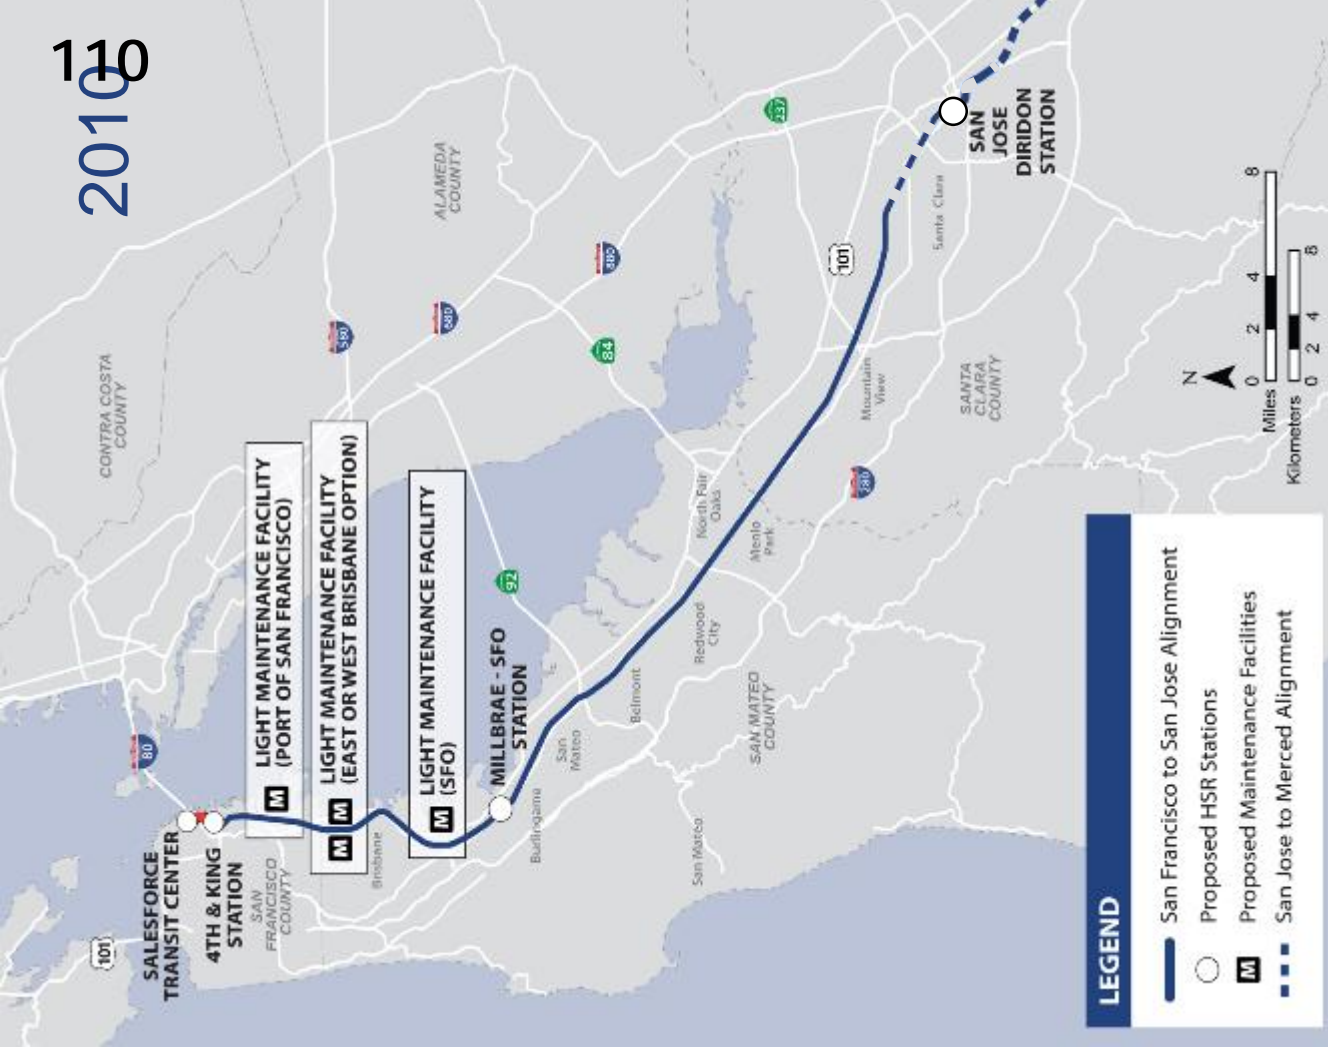 110
2010
CONTRA COSTA
COUNTY
ALAMEDA
COUNTY
580
680
880
84
237
92
80
101
101
280
LIGHT MAINTENANCE FACILITY
(PORT OF SAN FRANCISCO)
M
LIGHT MAINTENANCE FACILITY
(EAST OR WEST BRISBANE OPTION)
M M
LIGHT MAINTENANCE FACILITY
(SFO)
M
SALESFORCE
TRANSIT CENTER
4TH & KING
STATION
SAN
FRANCISCO
COUNTY
Brisbane
MILLBRAE - SFO
STATION
Burlingame
San
Mateo
San Mateo
Belmont
SAN MATEO
COUNTY
Redwood
City
North Fair
Oaks
Menlo
Park
Mountain
View
SANTA
CLARA
COUNTY
Santa Clara
SAN
JOSE
DIRIDON
STATION
N
0 2 4 8
Miles
Kilometers
0 2 4 8
LEGEND
San Francisco to San Jose Alignment
Proposed HSR Stations
M Proposed Maintenance Facilities
San Jose to Merced Alignment